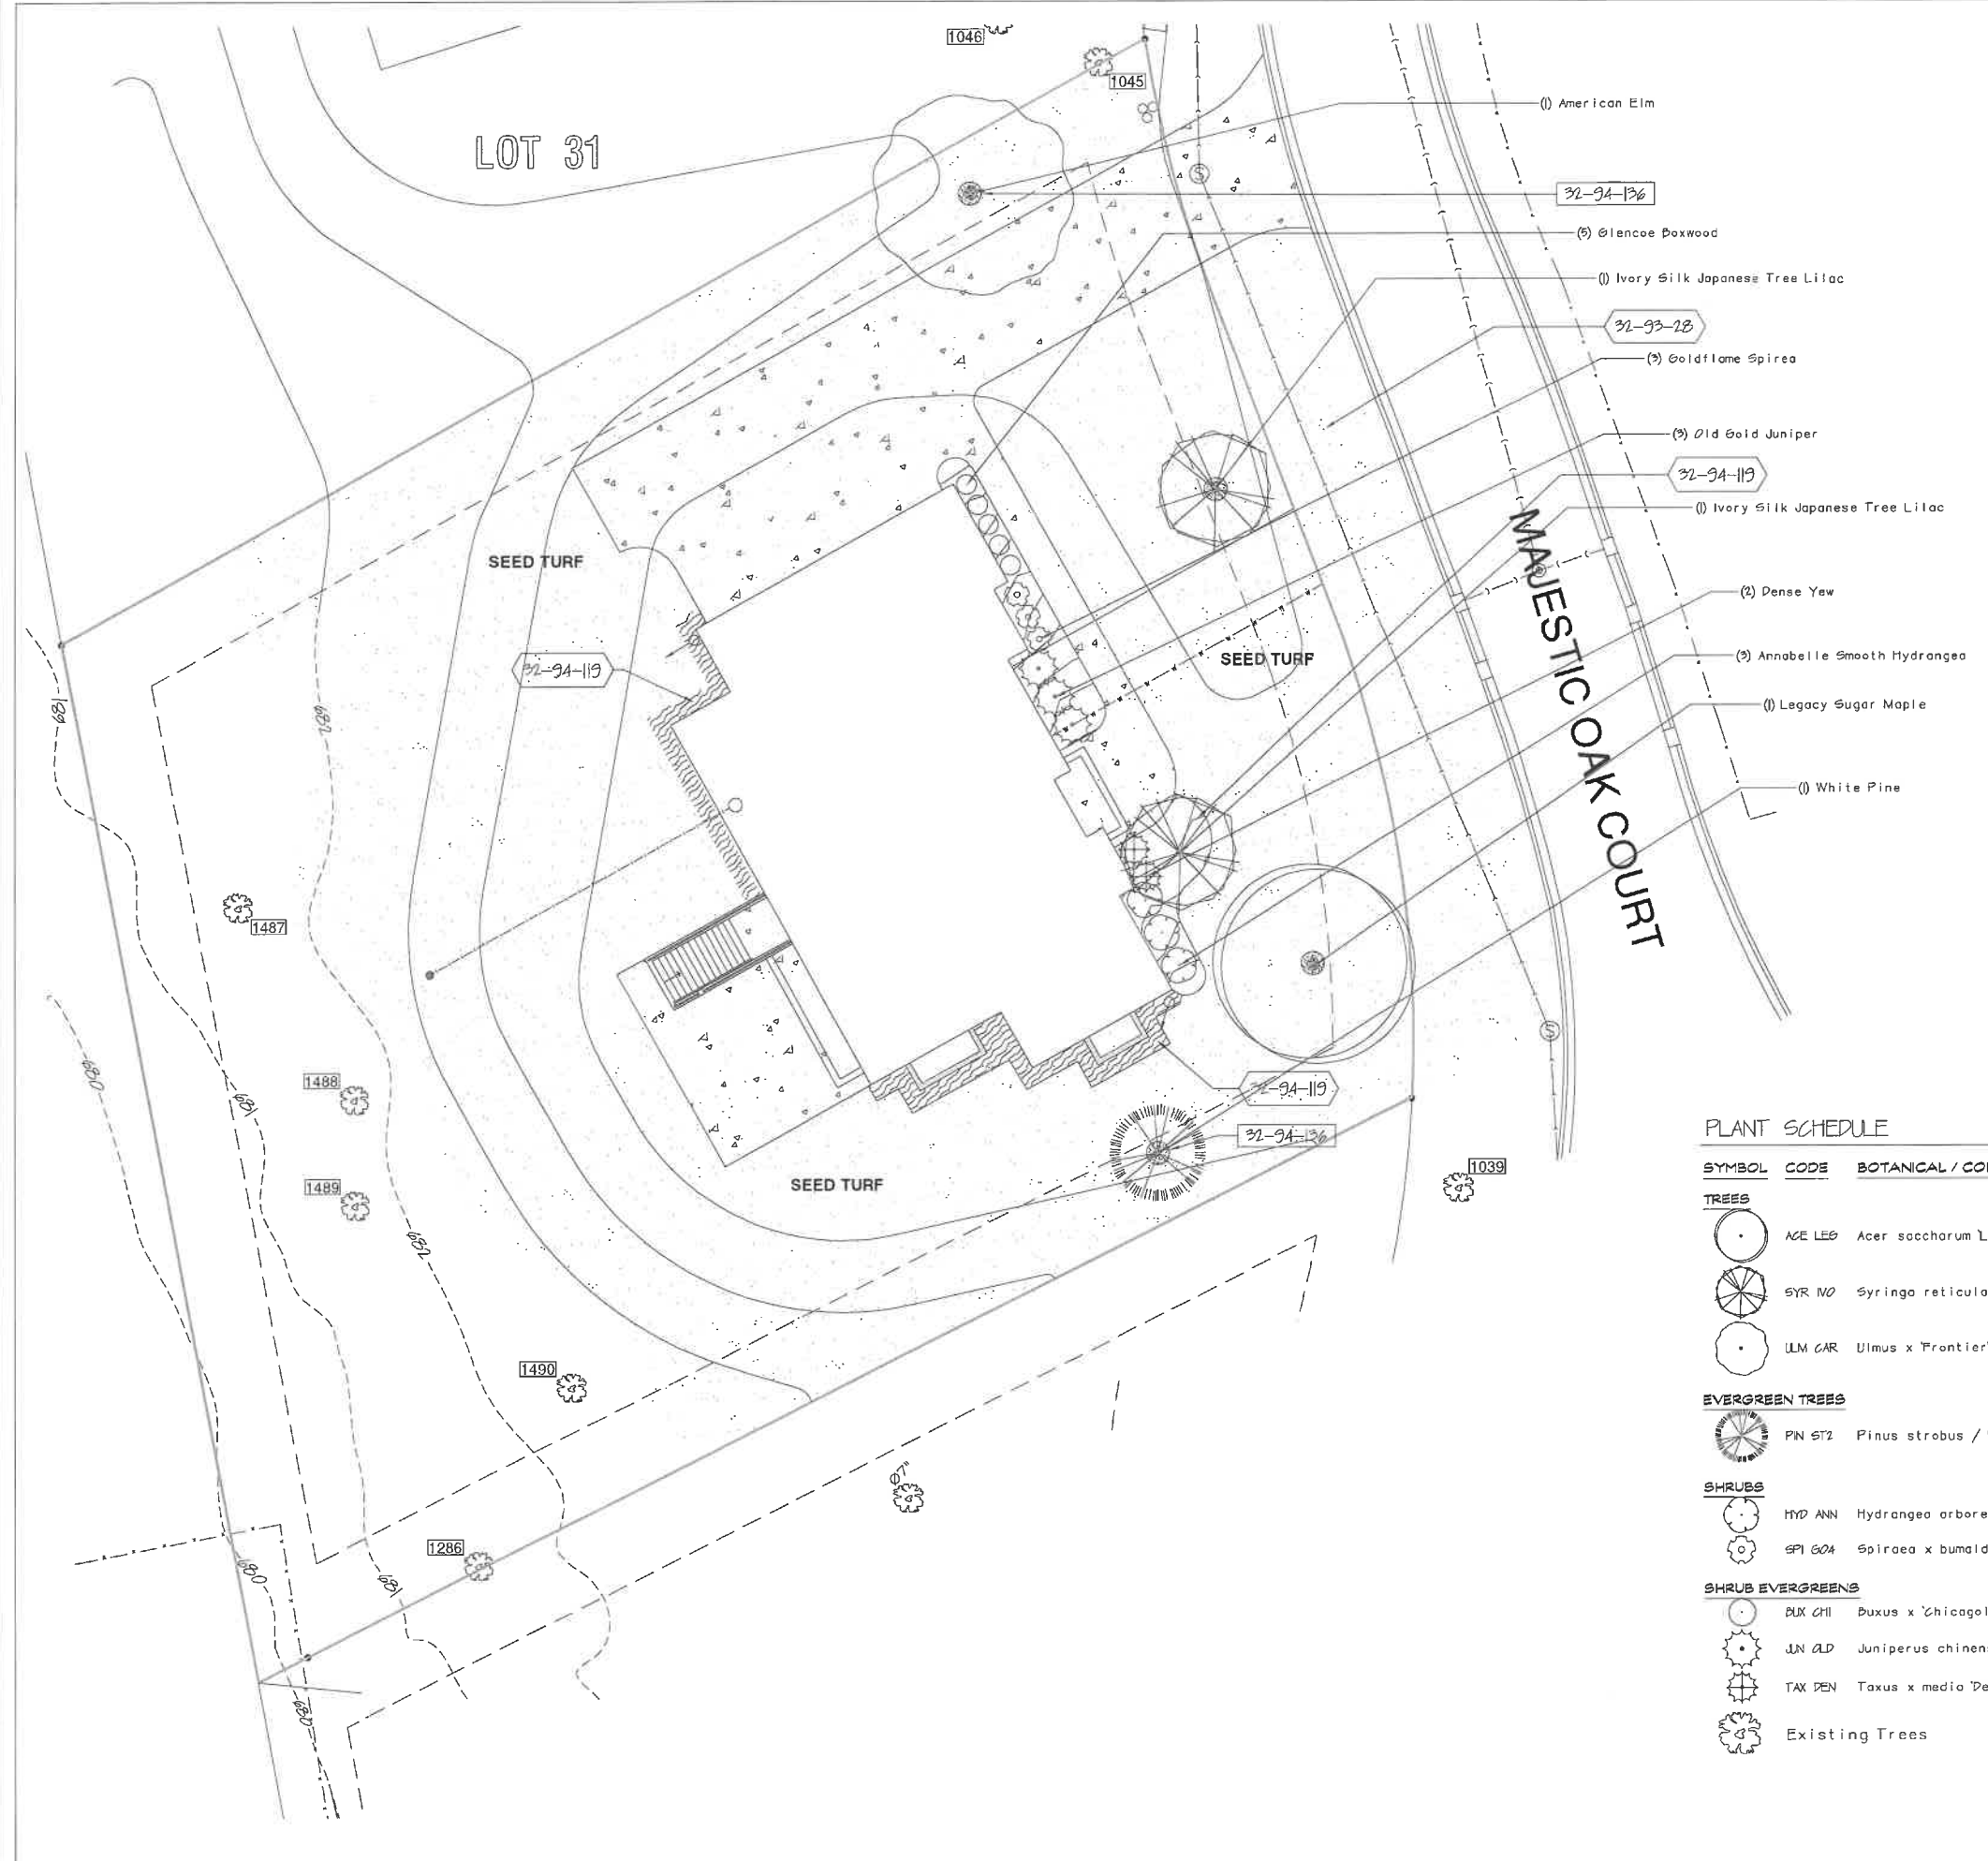 1046
1045
LOT 31
(1) American Elm
32-94-136
(5) Glencoe Boxwood
(1) Ivory Silk Japanese Tree Lilac
32-93-28
(3) Goldflame Spirea
(3) Old Gold Juniper
32-94-119
(1) Ivory Silk Japanese Tree Lilac
SEED TURF
MAJESTIC OAK COURT
(2) Dense Yew
SEED TURF
(3) Annabelle Smooth Hydrangea
32-94-119
681
682
(1) Legacy Sugar Maple
(1) White Pine
1487
680
1488
681
32-94-119
32-94-136
1489
SEED TURF
1039
682
1490
Ø7"
1286
680
681
680
PLANT SCHEDULE
SYMBOL CODE BOTANICAL / CO
TREES
ACE LEG Acer saccharum 'L
SYR IVO Syringa reticula
ULM CAR Ulmus x 'Frontier'
EVERGREEN TREES
PIN ST2 Pinus strobus /
SHRUBS
HYD ANN Hydrangea arbore
SPI GOA Spiraea x bumald
SHRUB EVERGREENS
BUX CHI Buxus x 'Chicagol
JUN OLD Juniperus chinen
TAX DEN Taxus x media 'De
Existing Trees